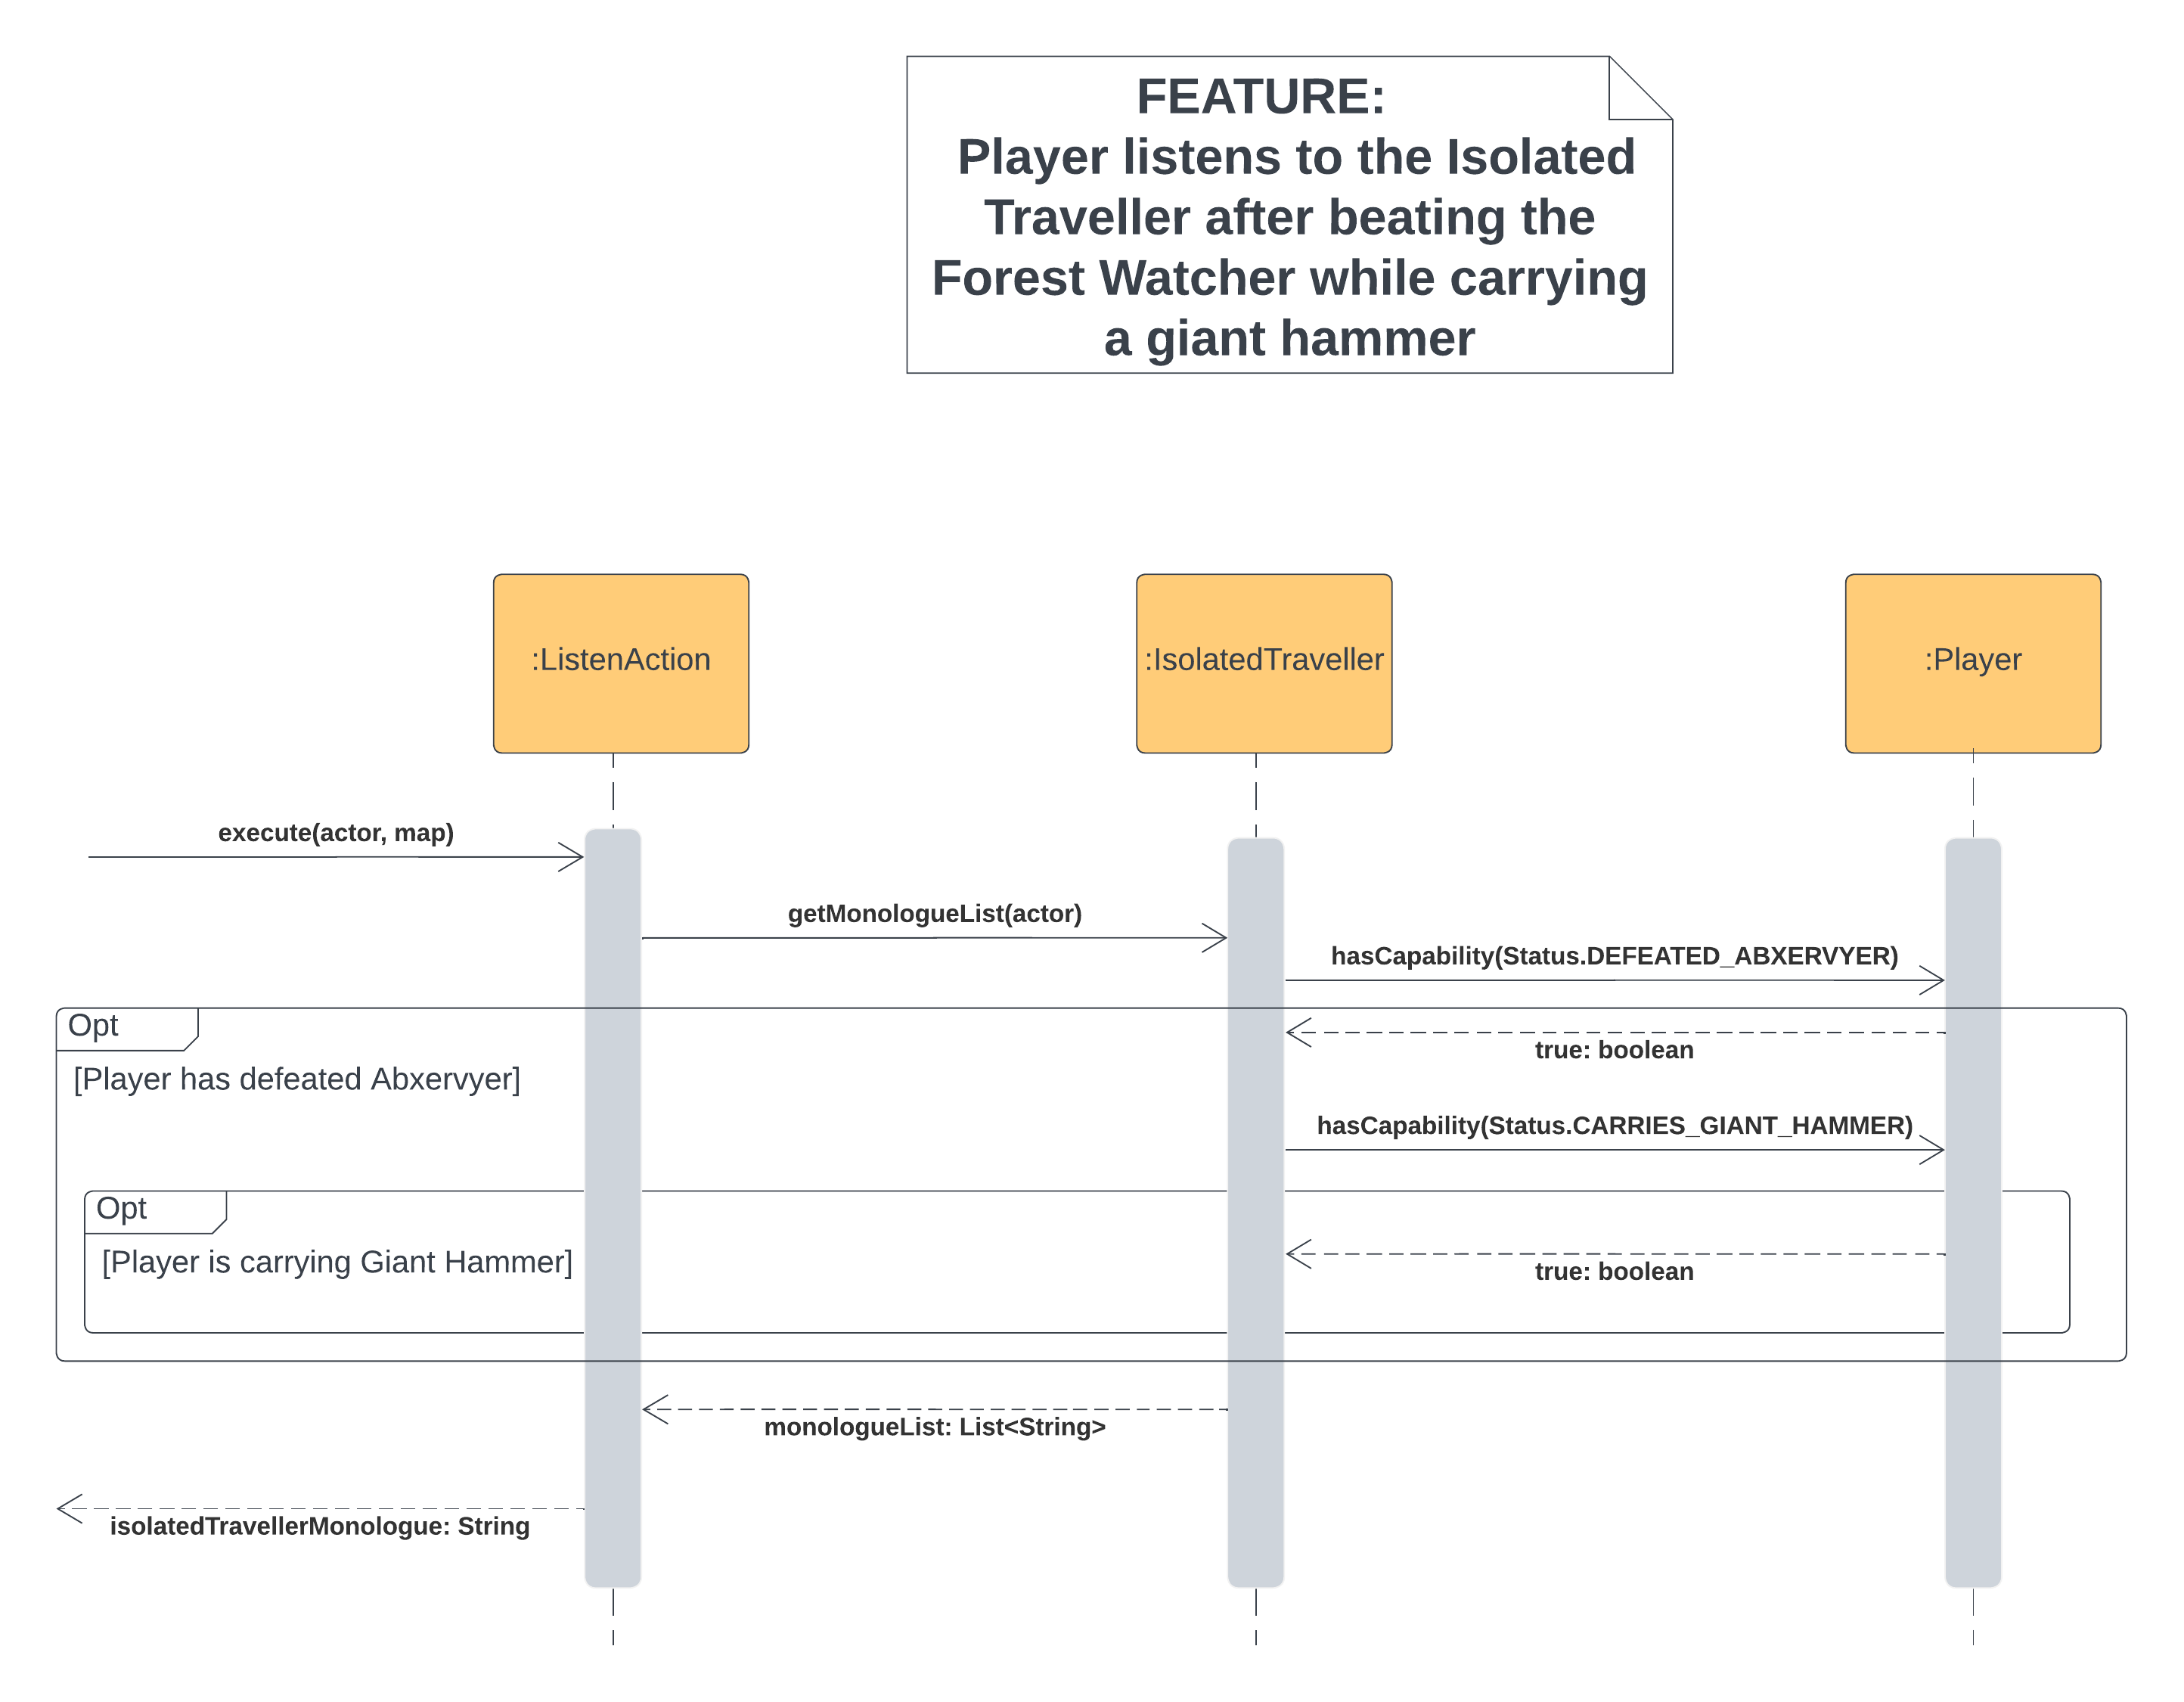 FEATURE:
Player listens to the Isolated
Traveller after beating the
Forest Watcher while carrying
a giant hammer
:ListenAction
:IsolatedTraveller
:Player
execute(actor, map)
getMonologueList(actor)
hasCapability(Status.DEFEATED_ABXERVYER)
Opt
[Player has defeated Abxervyer]
true: boolean
hasCapability(Status.CARRIES_GIANT_HAMMER)
Opt
[Player is carrying Giant Hammer]
true: boolean
monologueList: List<String>
isolatedTravellerMonologue: String